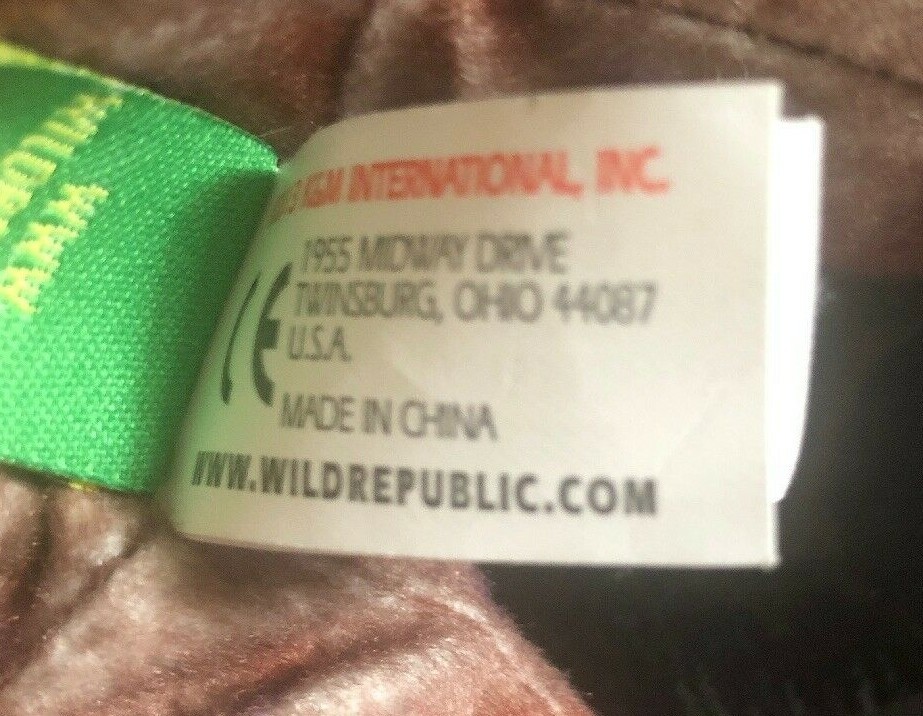 K&M INTERNATIONAL, INC.
1955 MIDWAY DRIVE
TWINSBURG, OHIO 44087
U.S.A.
CE
MADE IN CHINA
WWW.WILDREPUBLIC.COM